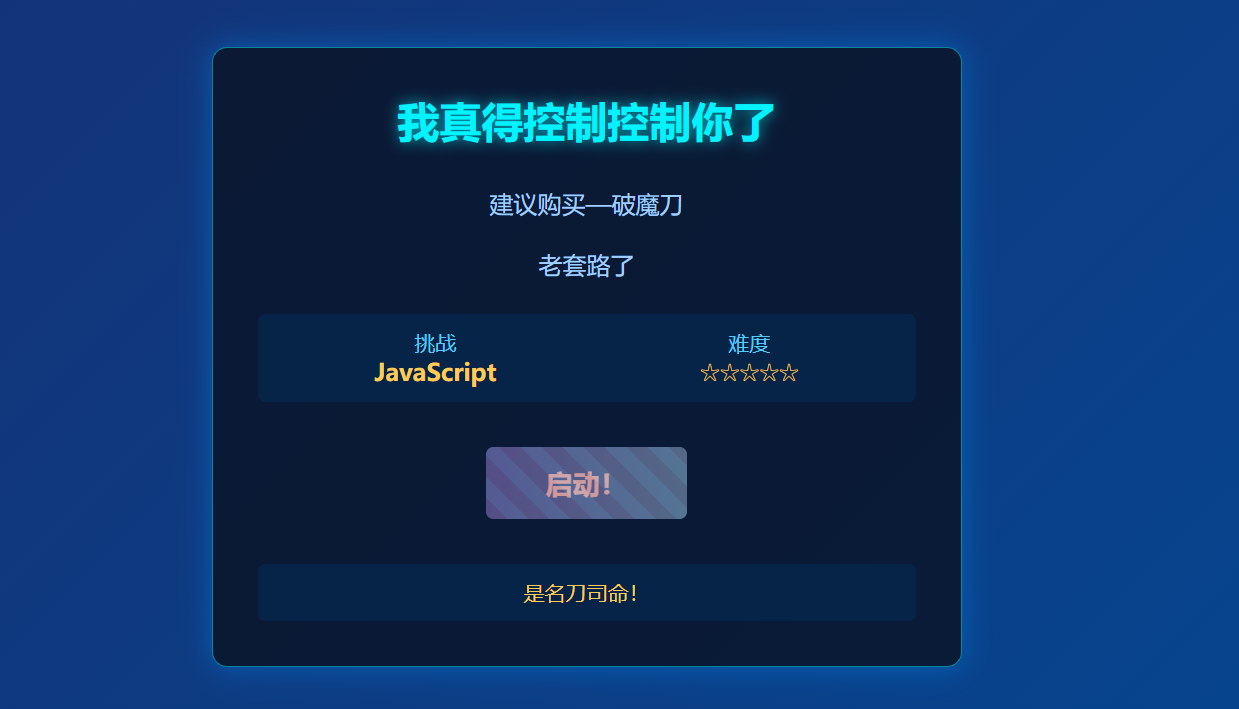 我真得控制控制你了
建议购买—破魔刀
老套路了
挑战
JavaScript
难度
☆☆☆☆☆
启动！
是名刀司命！